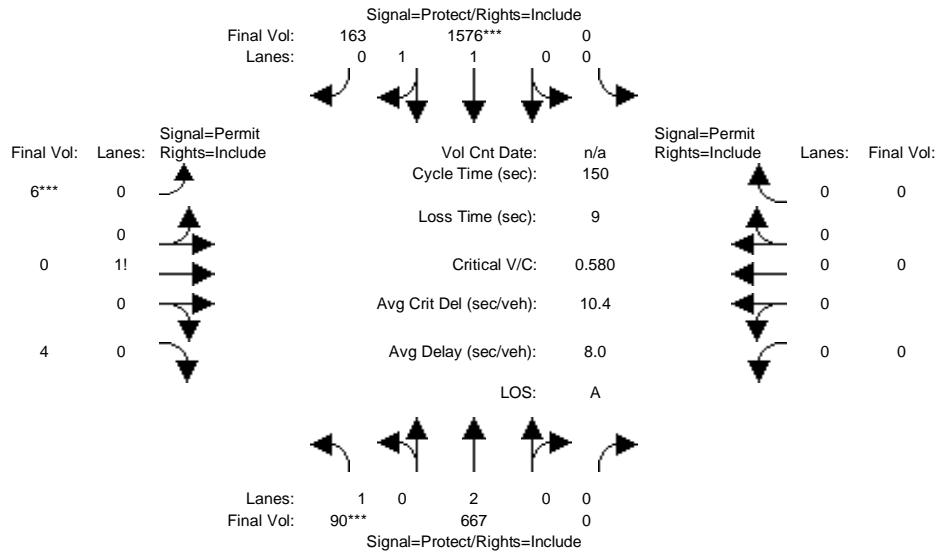 Signal=Protect/Rights=Include
Final Vol: 163 1576*** 0
Lanes: 0 1 1 0 0
Signal=Permit Signal=Permit
Final Vol: Lanes: Rights=Include Vol Cnt Date: n/a Rights=Include Lanes: Final Vol:
Cycle Time (sec): 150
6*** 0 0 0
Loss Time (sec): 9
0 0
0 1! Critical V/C: 0.580 0 0
0 Avg Crit Del (sec/veh): 10.4 0
4 0 Avg Delay (sec/veh): 8.0 0 0
LOS: A
Lanes: 1 0 2 0 0
Final Vol: 90*** 667 0
Signal=Protect/Rights=Include